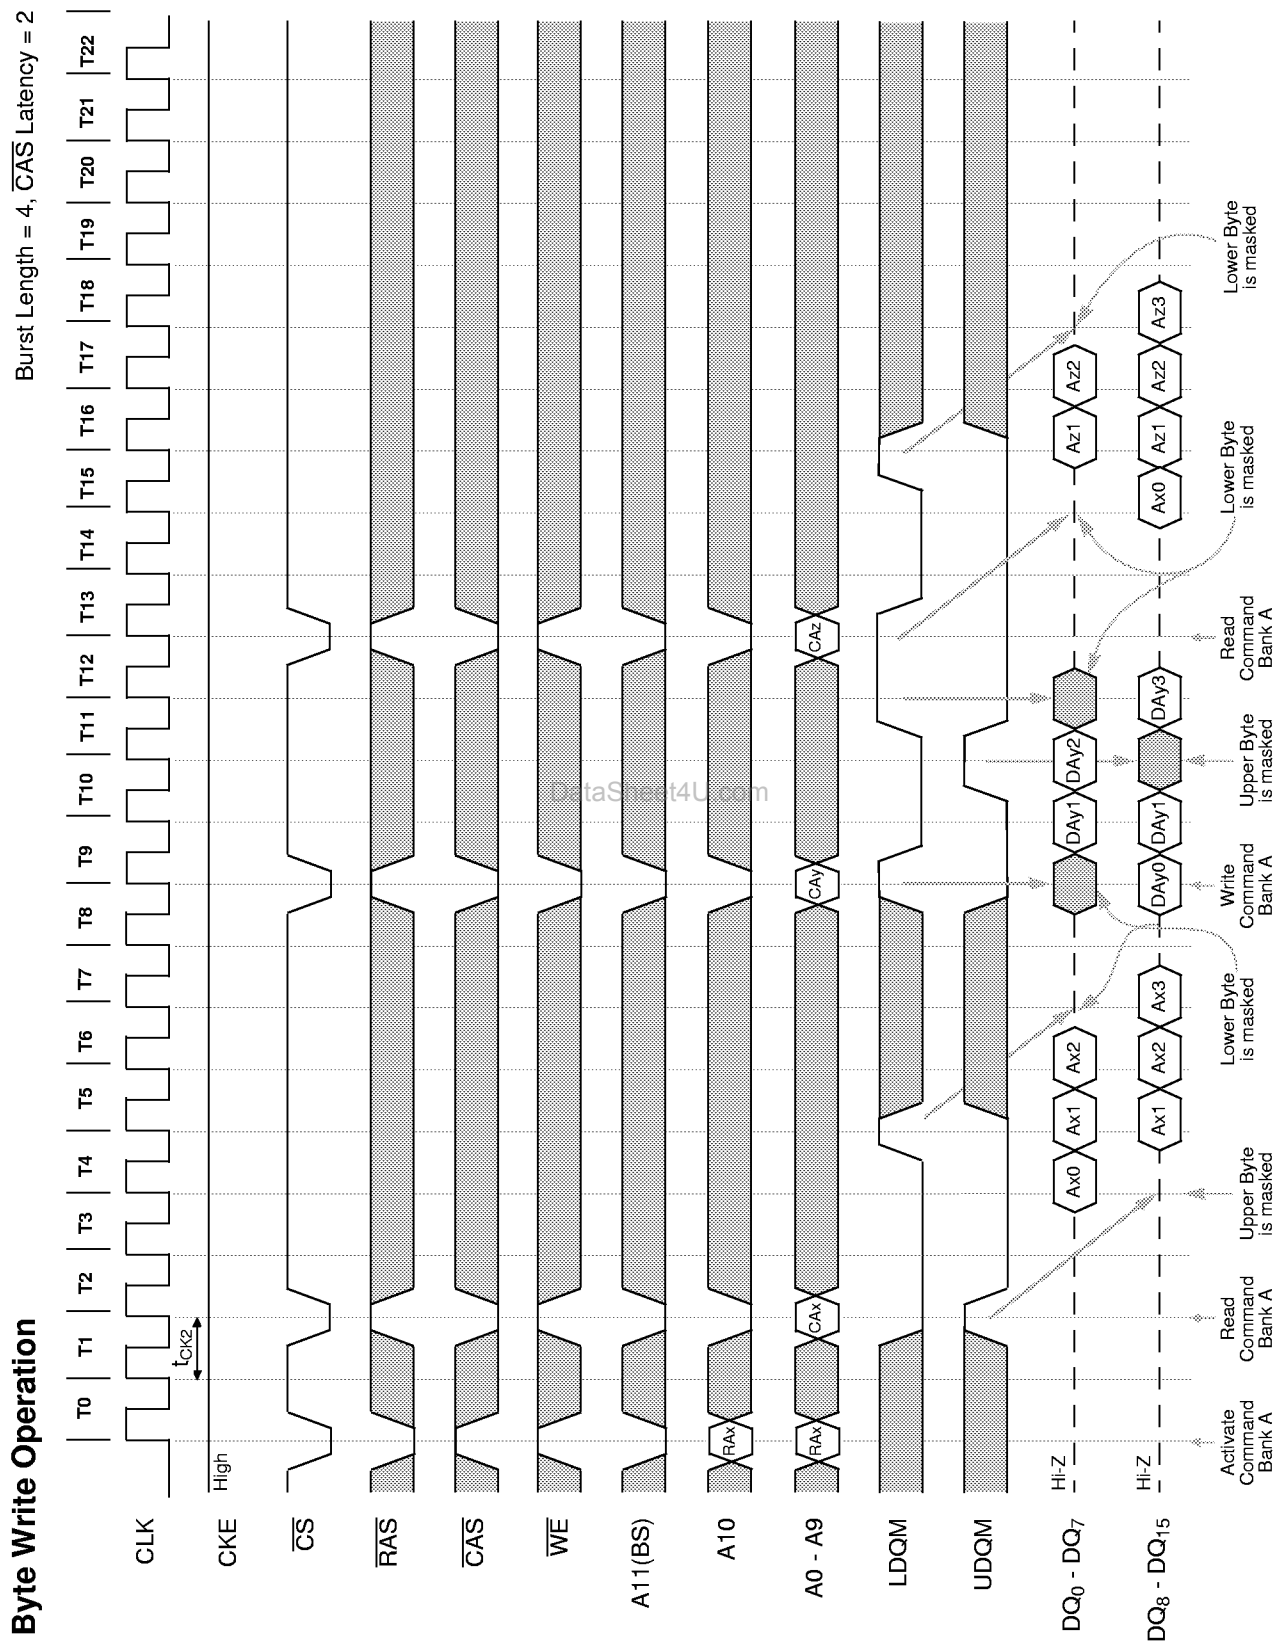 Byte Write Operation
Burst Length = 4, CAS Latency = 2
T0 T1 T2 T3 T4 T5 T6 T7 T8 T9 T10 T11 T12 T13 T14 T15 T16 T17 T18 T19 T20 T21 T22
CLK
tCK2
CKE
High
CS
RAS
CAS
WE
A11(BS)
A10
RAx
A0 - A9
RAx CAx CAy CAz
LDQM
UDQM
DQ0 - DQ7
Hi-Z
Ax0 Ax1 Ax2 DAy1 DAy2 Az1 Az2
DQ8 - DQ15
Hi-Z
Ax1 Ax2 Ax3 DAy0 DAy1 DAy3 Ax0 Az1 Az2 Az3
Activate
Command
Bank A
Read
Command
Bank A
Upper Byte
is masked
Lower Byte
is masked
Write
Command
Bank A
Upper Byte
is masked
Read
Command
Bank A
Lower Byte
is masked
Lower Byte
is masked
DataSheet4U.com